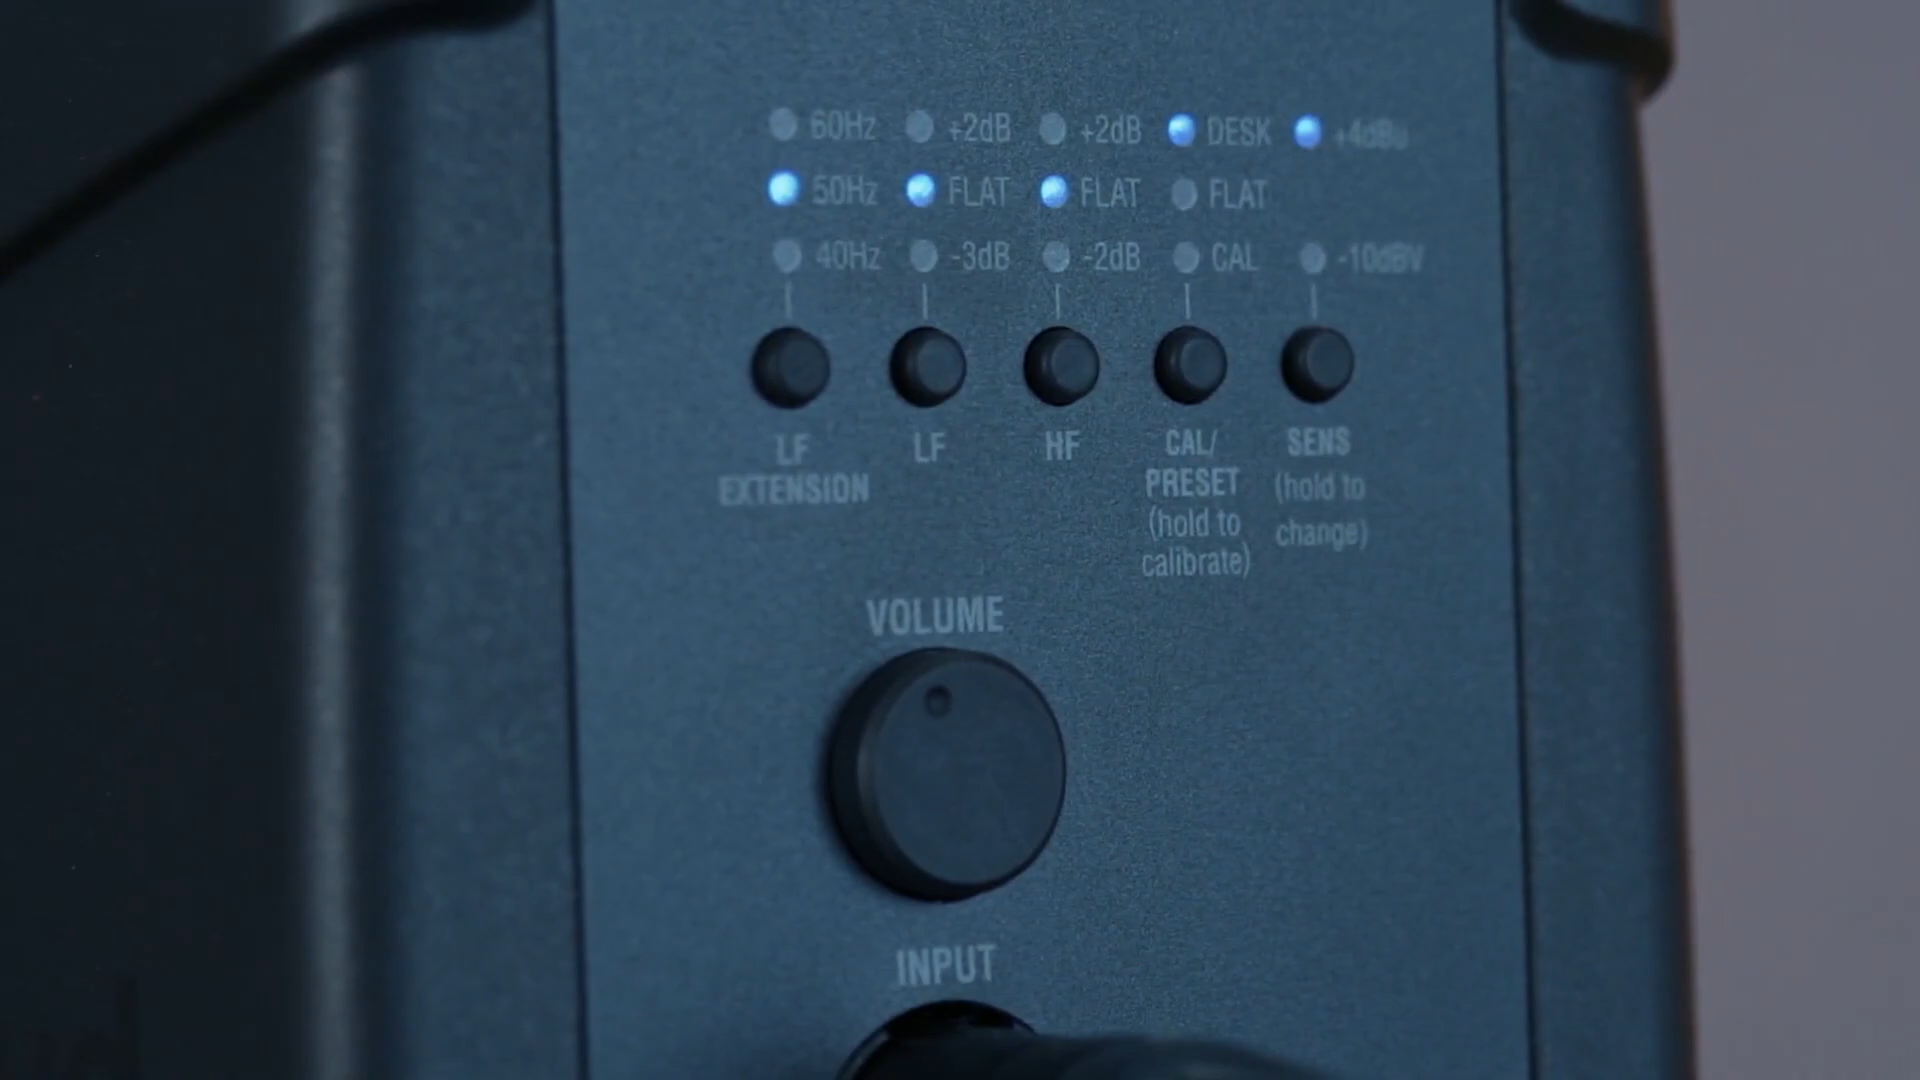 60Hz +2dB +2dB DESK +4dBu
50Hz FLAT FLAT FLAT
40Hz -3dB -2dB CAL -10dBV
LF
EXTENSION
LF
HF
CAL/
PRESET
(hold to
calibrate)
SENS
(hold to
change)
VOLUME
INPUT